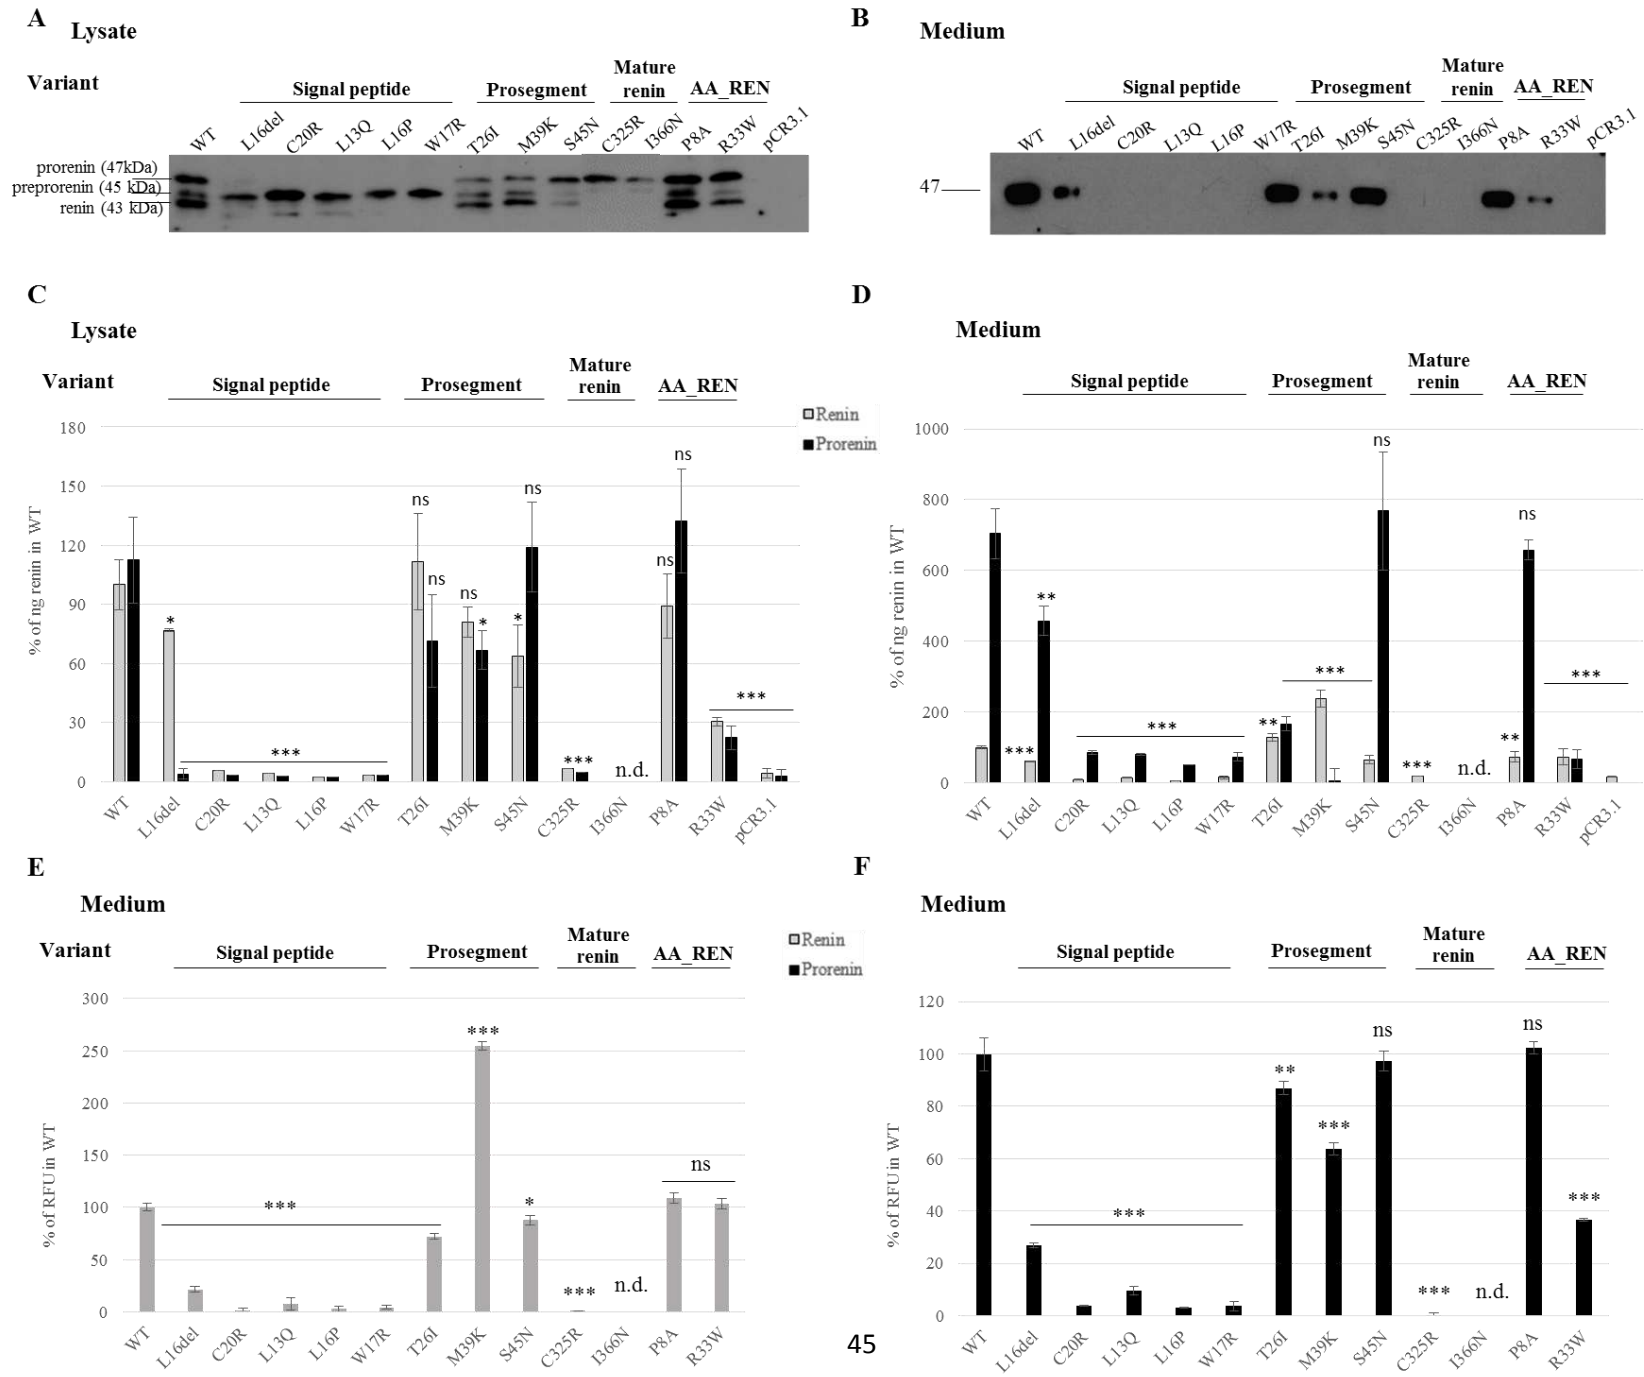 A
Lysate
Variant
Signal peptide
Prosegment
Mature
renin
AA_REN
WT
L16del
C20R
L13Q
L16P
W17R
T26I
M39K
S45N
C325R
I366N
P8A
R33W
pCR3.1
prorenin (47kDa)
preprorenin (45 kDa)
renin (43 kDa)
B
Medium
Signal peptide
Prosegment
Mature
renin
AA_REN
WT
L16del
C20R
L13Q
L16P
W17R
T26I
M39K
S45N
C325R
I366N
P8A
R33W
pCR3.1
47
C
Lysate
Variant
Signal peptide
Prosegment
Mature
renin
AA_REN
Renin
Prorenin
% of ng renin in WT
180
150
120
90
60
30
0
*
***
ns
ns
ns
*
*
ns
***
n.d.
ns
ns
***
WT
L16del
C20R
L13Q
L16P
W17R
T26I
M39K
S45N
C325R
I366N
P8A
R33W
pCR3.1
D
Medium
Signal peptide
Prosegment
Mature
renin
AA_REN
% of ng renin in WT
1000
800
600
400
200
0
***
**
***
**
***
ns
***
n.d.
**
ns
***
WT
L16del
C20R
L13Q
L16P
W17R
T26I
M39K
S45N
C325R
I366N
P8A
R33W
pCR3.1
E
Medium
Variant
Signal peptide
Prosegment
Mature
renin
AA_REN
Renin
Prorenin
% of RFU in WT
300
250
200
150
100
50
0
***
***
*
***
n.d.
ns
WT
L16del
C20R
L13Q
L16P
W17R
T26I
M39K
S45N
C325R
I366N
P8A
R33W
F
Medium
Signal peptide
Prosegment
Mature
renin
AA_REN
% of RFU in WT
120
100
80
60
40
20
0
***
**
***
ns
***
n.d.
ns
***
WT
L16del
C20R
L13Q
L16P
W17R
T26I
M39K
S45N
C325R
I366N
P8A
R33W
45